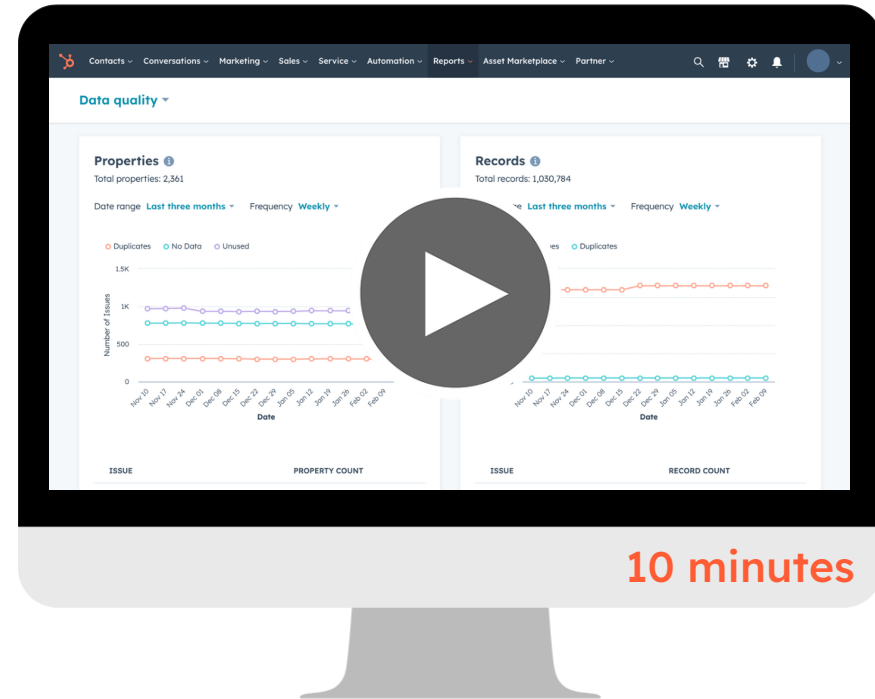 Contacts Conversations Marketing Sales Service Automation Reports Asset Marketplace Partner
Data quality
Properties
Total properties: 2,361
Date range Last three months Frequency Weekly
Duplicates No Data Unused
1.5K
1K
500
0
Number of Issues
Nov 10 Nov 17 Nov 24 Dec 01 Dec 08 Dec 15 Dec 22 Dec 29 Jan 05 Jan 12 Jan 19 Jan 26 Feb 02 Feb 09
Date
ISSUE PROPERTY COUNT
Records
Total records: 1,030,784
Last three months Frequency Weekly
Duplicates
Nov 10 Nov 17 Nov 24 Dec 01 Dec 08 Dec 15 Dec 22 Dec 29 Jan 05 Jan 12 Jan 19 Jan 26 Feb 02 Feb 09
Date
ISSUE RECORD COUNT
10 minutes